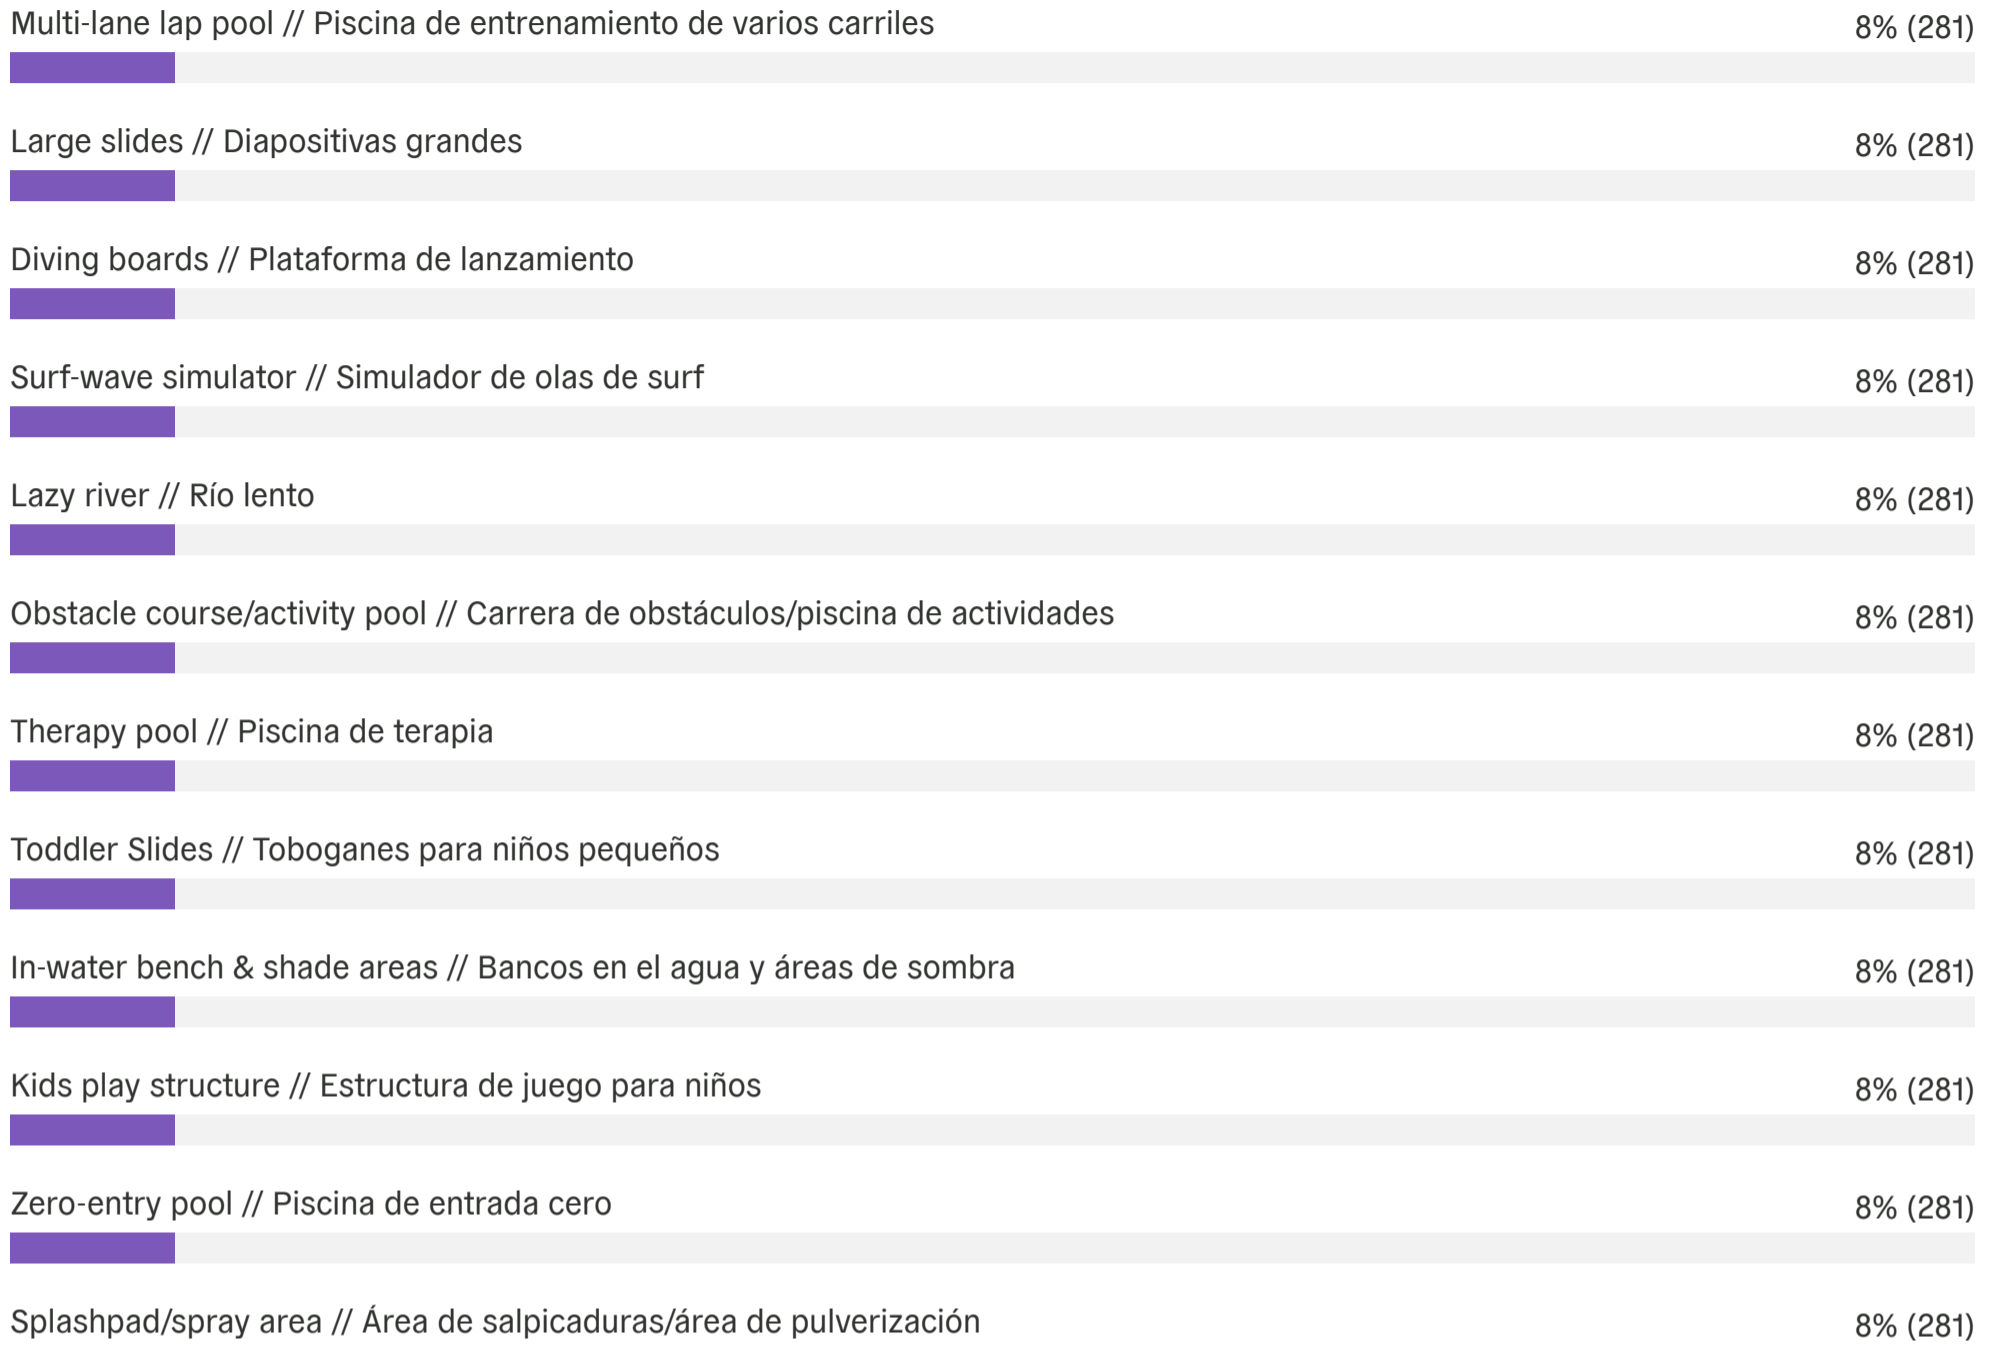 Multi-lane lap pool // Piscina de entrenamiento de varios carriles 8% (281)
Large slides // Diapositivas grandes 8% (281)
Diving boards // Plataforma de lanzamiento 8% (281)
Surf-wave simulator // Simulador de olas de surf 8% (281)
Lazy river // Río lento 8% (281)
Obstacle course/activity pool // Carrera de obstáculos/piscina de actividades 8% (281)
Therapy pool // Piscina de terapia 8% (281)
Toddler Slides // Toboganes para niños pequeños 8% (281)
In-water bench & shade areas // Bancos en el agua y áreas de sombra 8% (281)
Kids play structure // Estructura de juego para niños 8% (281)
Zero-entry pool // Piscina de entrada cero 8% (281)
Splashpad/spray area // Área de salpicaduras/área de pulverización 8% (281)